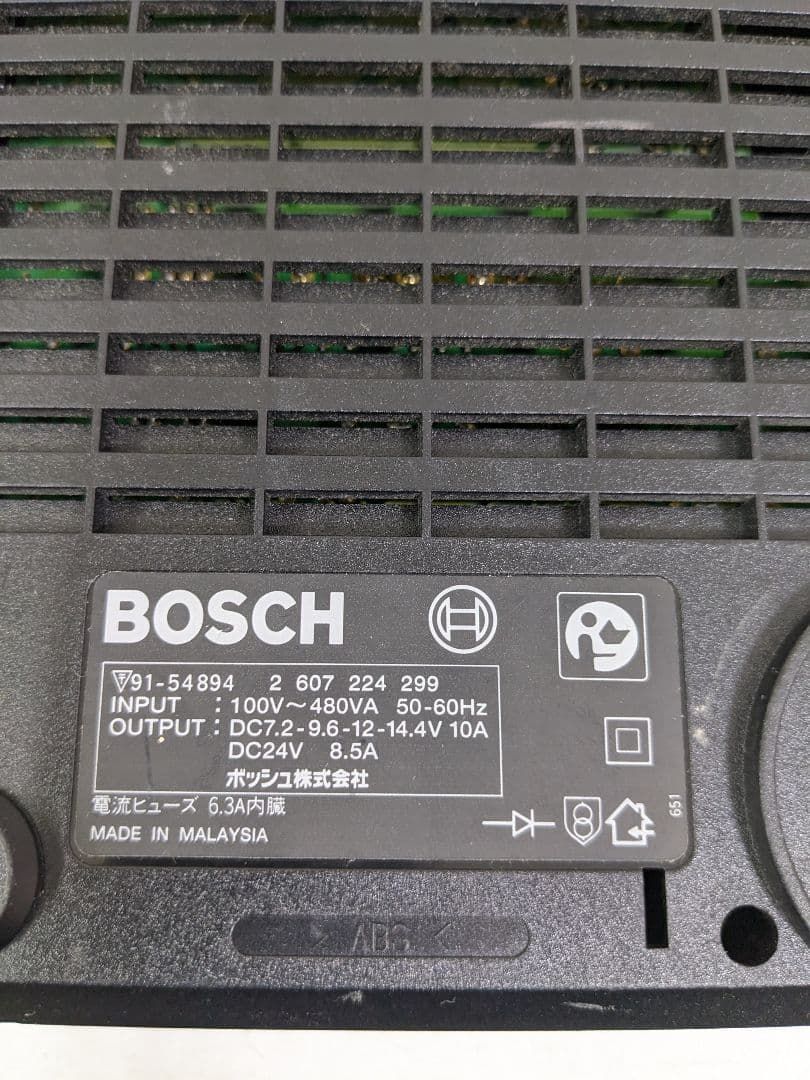 BOSCH
91-54894 2 607 224 299
INPUT : 100V～480VA 50-60Hz
OUTPUT : DC7.2-9.6-12-14.4V 10A
DC24V 8.5A
ボッシュ株式会社
電流ヒューズ 6.3A内臓
MADE IN MALAYSIA
651
> ABS <